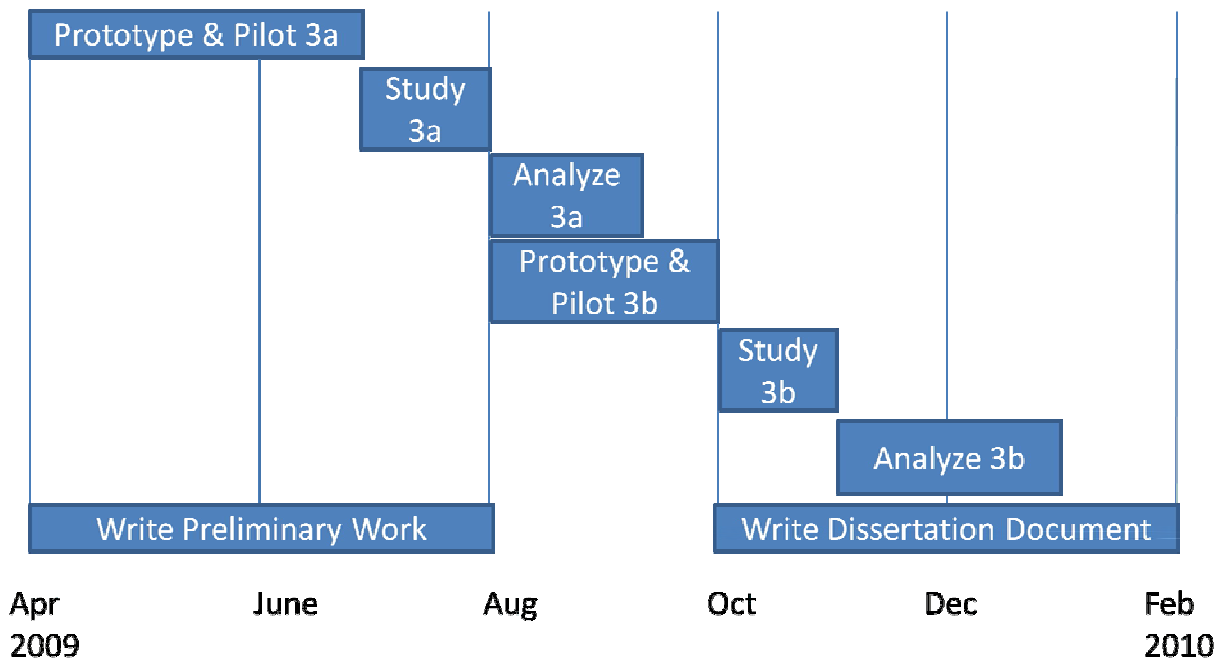 Prototype & Pilot 3a
Study
3a
Analyze
3a
Prototype &
Pilot 3b
Study
3b
Analyze 3b
Write Preliminary Work
Write Dissertation Document
Apr
2009
June
Aug
Oct
Dec
Feb
2010